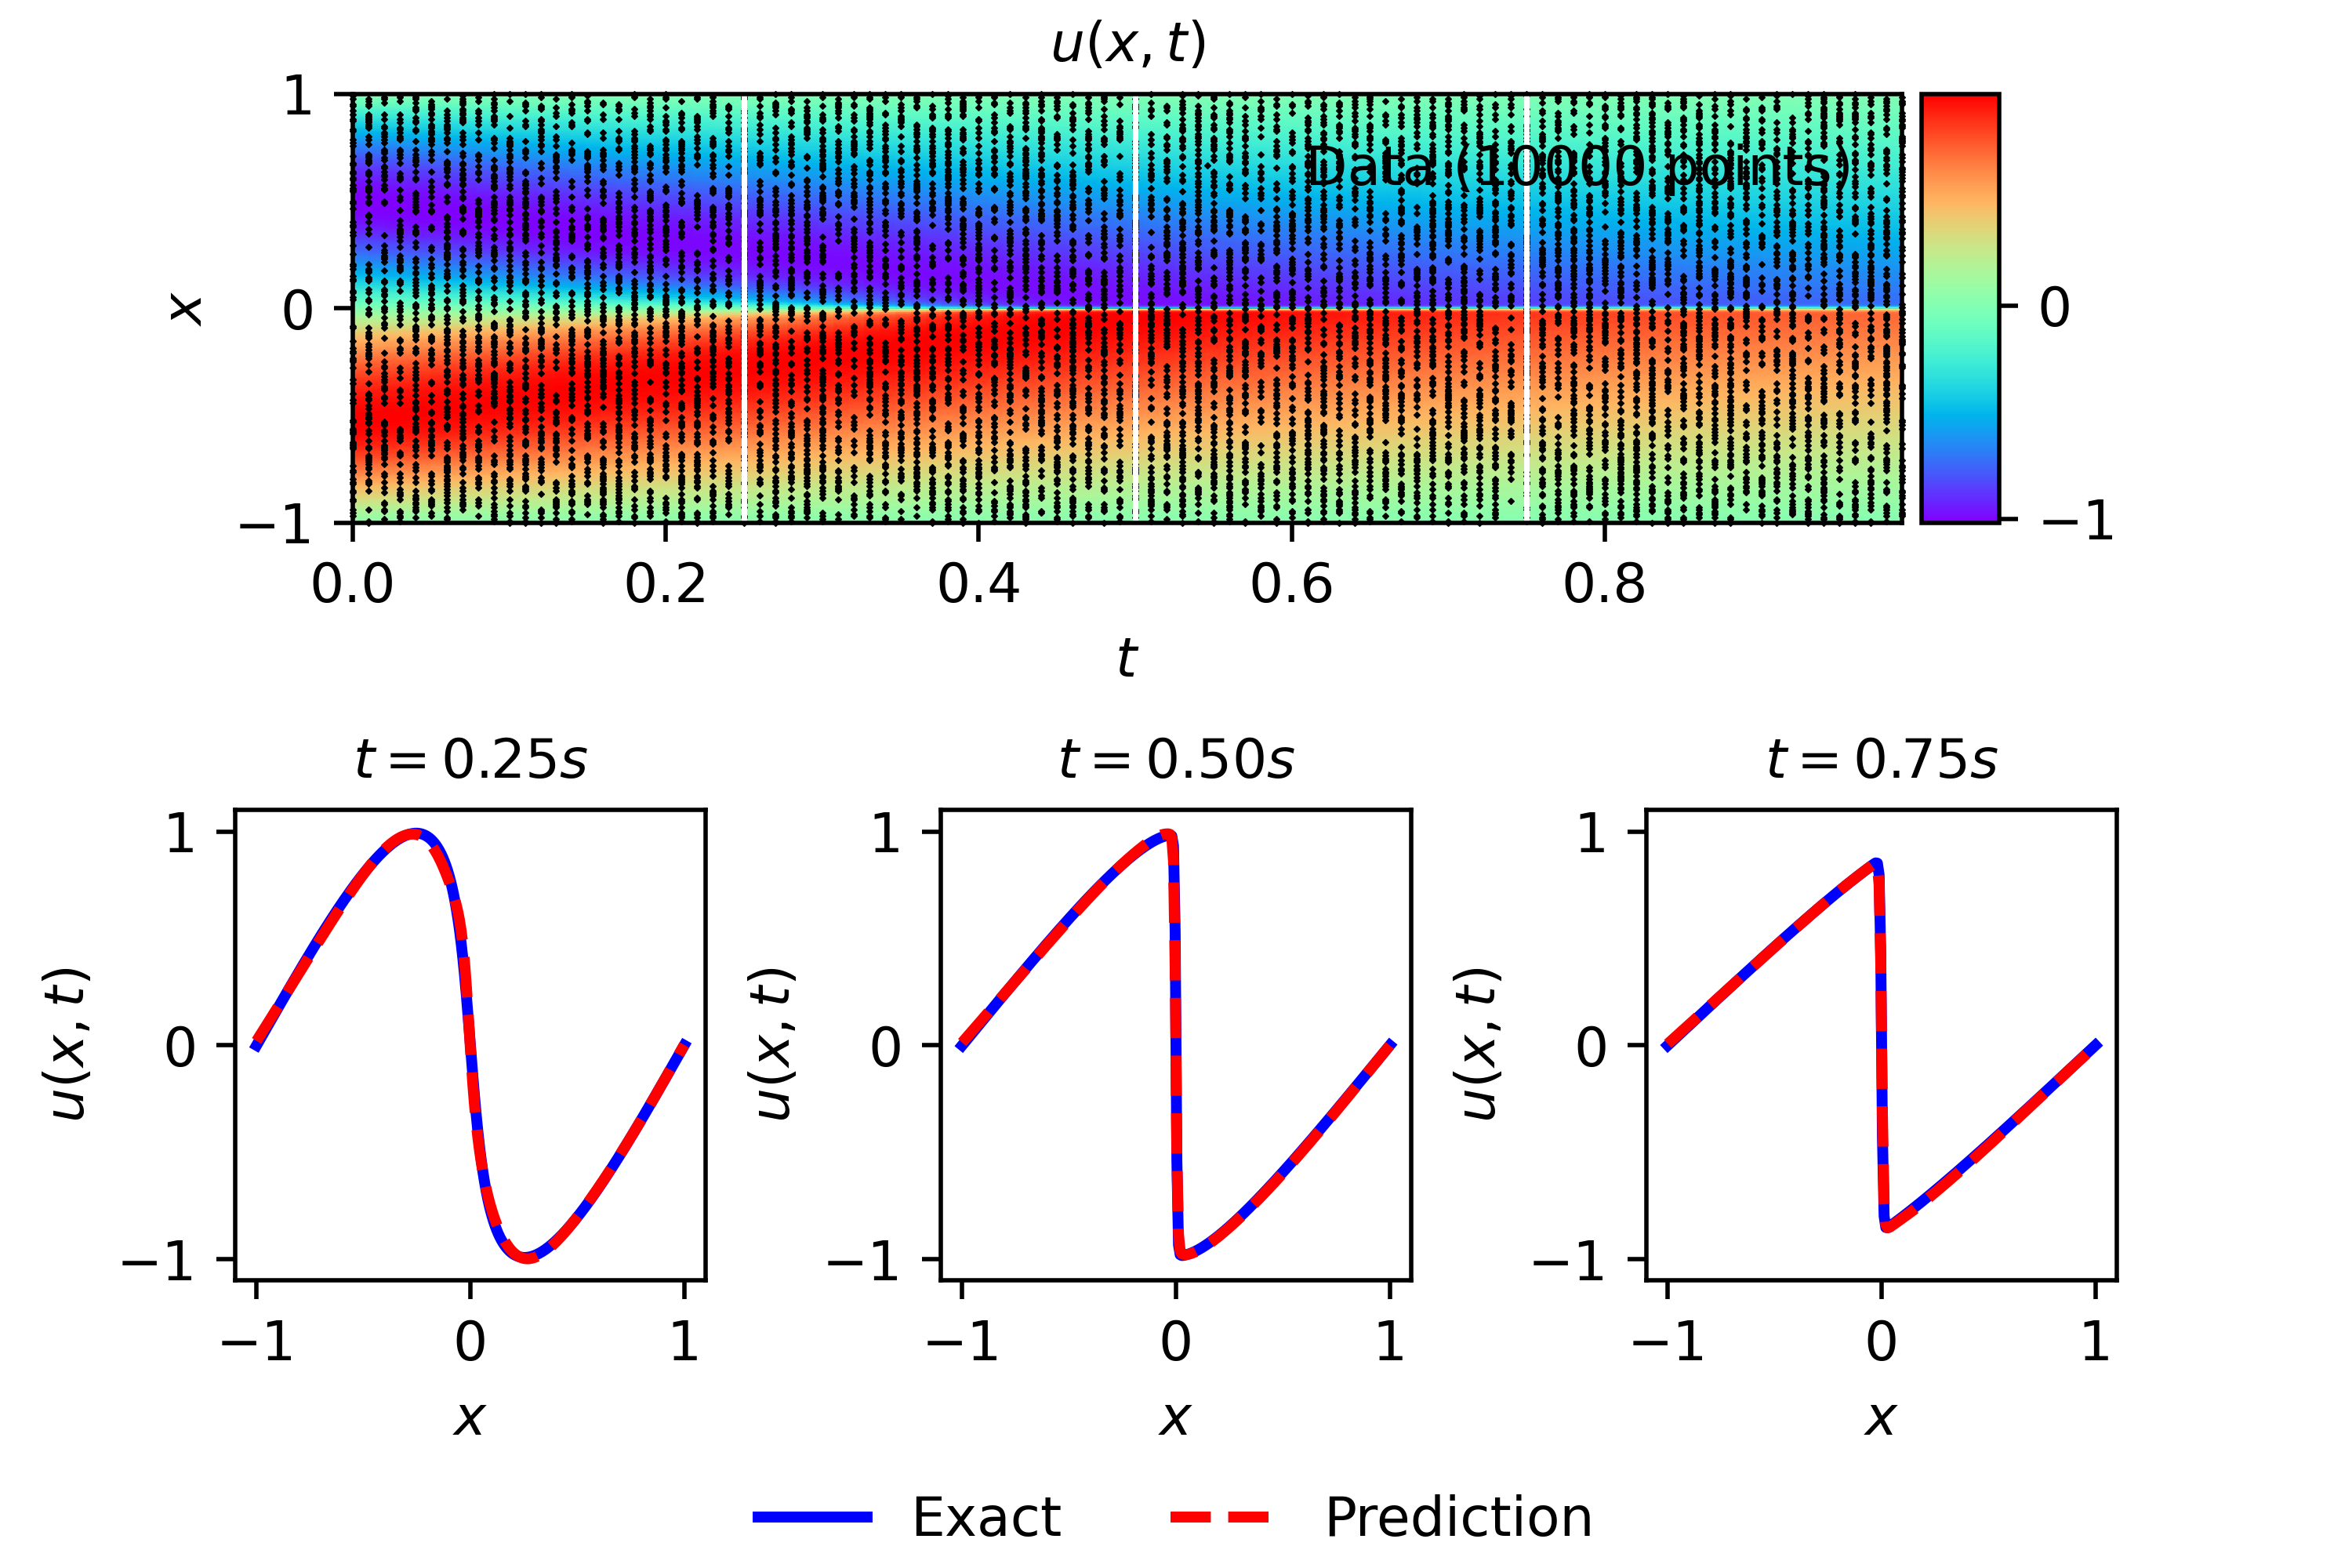 u(x, t)
1
0
−1
x
Data (10000 points)
0
−1
0.0 0.2 0.4 0.6 0.8
t
t = 0.25s t = 0.50s t = 0.75s
1
0
−1
u(x, t)
−1 0 1
x
1
0
−1
u(x, t)
−1 0 1
x
1
0
−1
u(x, t)
−1 0 1
x
Exact Prediction